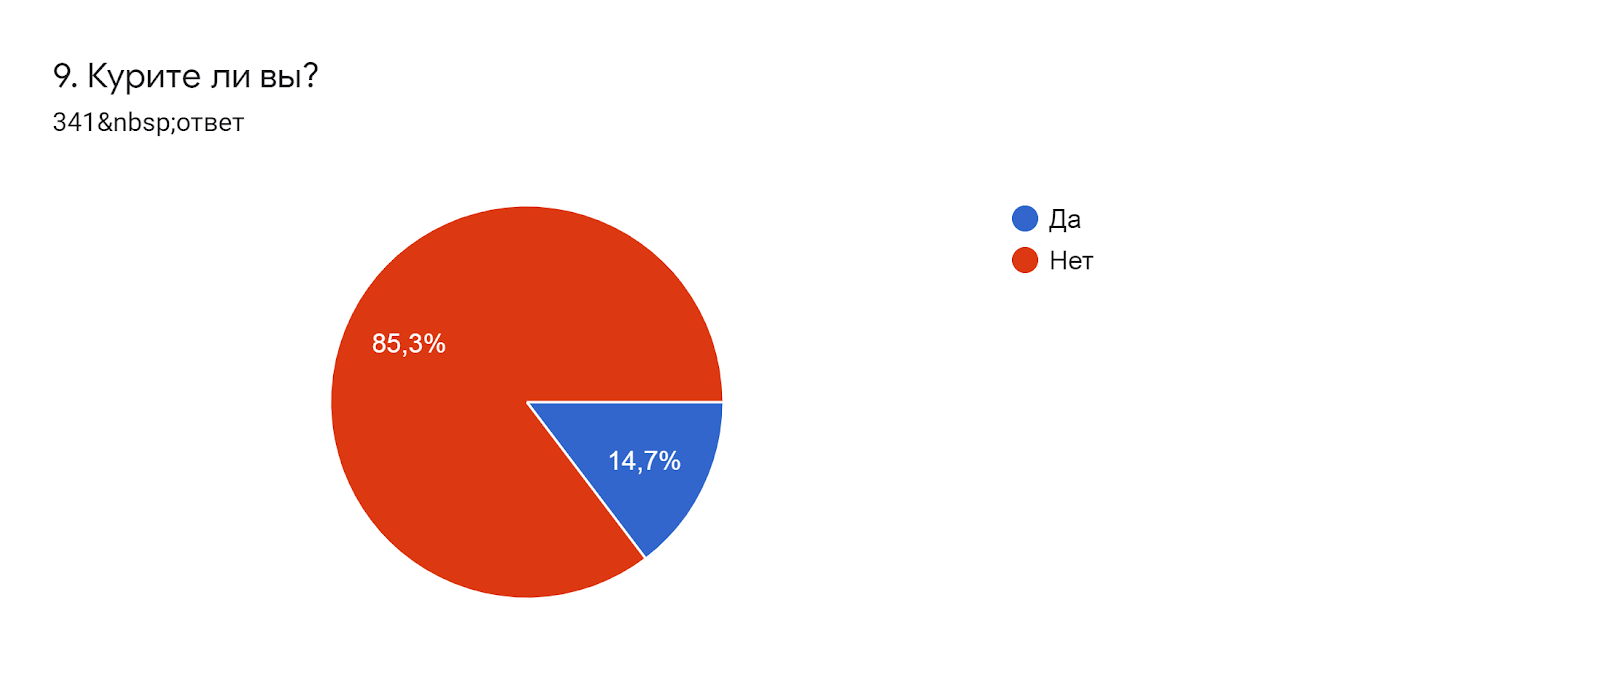 9. Курите ли вы?
341&nbsp;ответ
Да
Нет
85,3%
14,7%